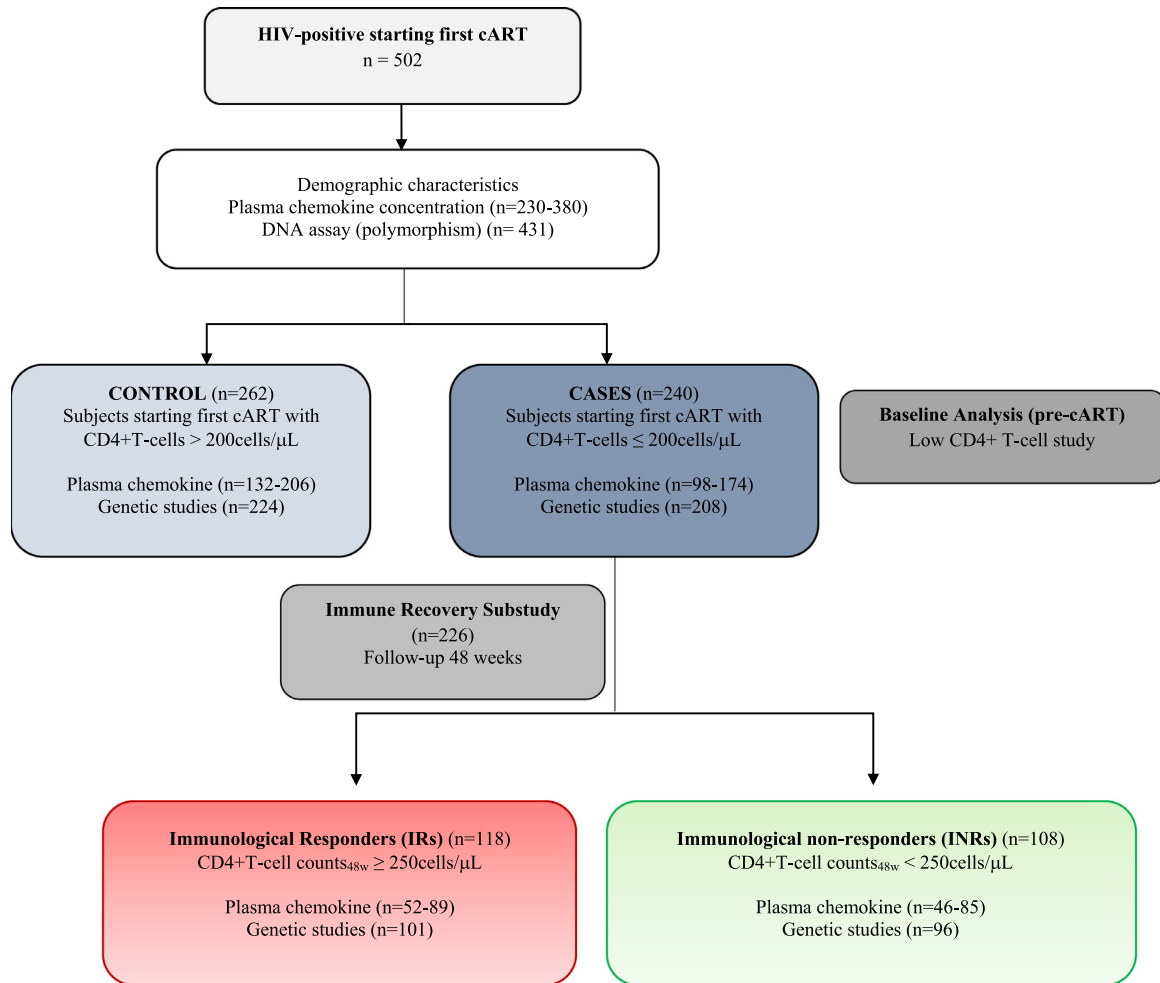 HIV-positive starting first cART
n = 502
Demographic characteristics
Plasma chemokine concentration (n=230-380)
DNA assay (polymorphism) (n= 431)
CONTROL (n=262)
Subjects starting first cART with
CD4+T-cells > 200cells/μL
Plasma chemokine (n=132-206)
Genetic studies (n=224)
CASES (n=240)
Subjects starting first cART with
CD4+T-cells ≤ 200cells/μL
Plasma chemokine (n=98-174)
Genetic studies (n=208)
Baseline Analysis (pre-cART)
Low CD4+ T-cell study
Immune Recovery Substudy
(n=226)
Follow-up 48 weeks
Immunological Responders (IRs) (n=118)
CD4+T-cell counts48w ≥ 250cells/μL
Plasma chemokine (n=52-89)
Genetic studies (n=101)
Immunological non-responders (INRs) (n=108)
CD4+T-cell counts48w < 250cells/μL
Plasma chemokine (n=46-85)
Genetic studies (n=96)